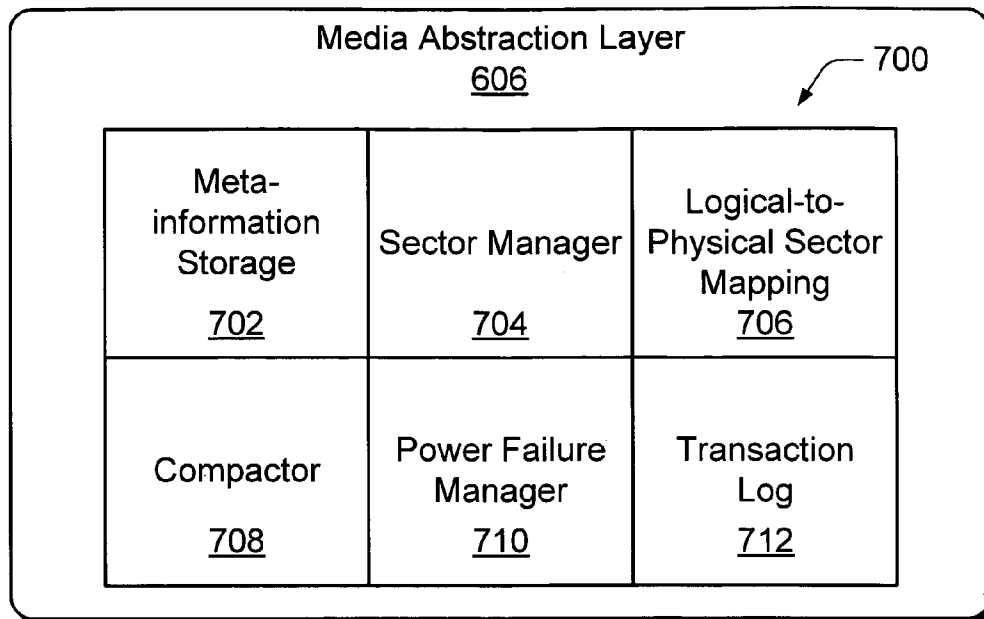 Media Abstraction Layer
606
700
Meta-
information
Storage
702
Sector Manager
704
Logical-to-
Physical Sector
Mapping
706
Compactor
708
Power Failure
Manager
710
Transaction
Log
712